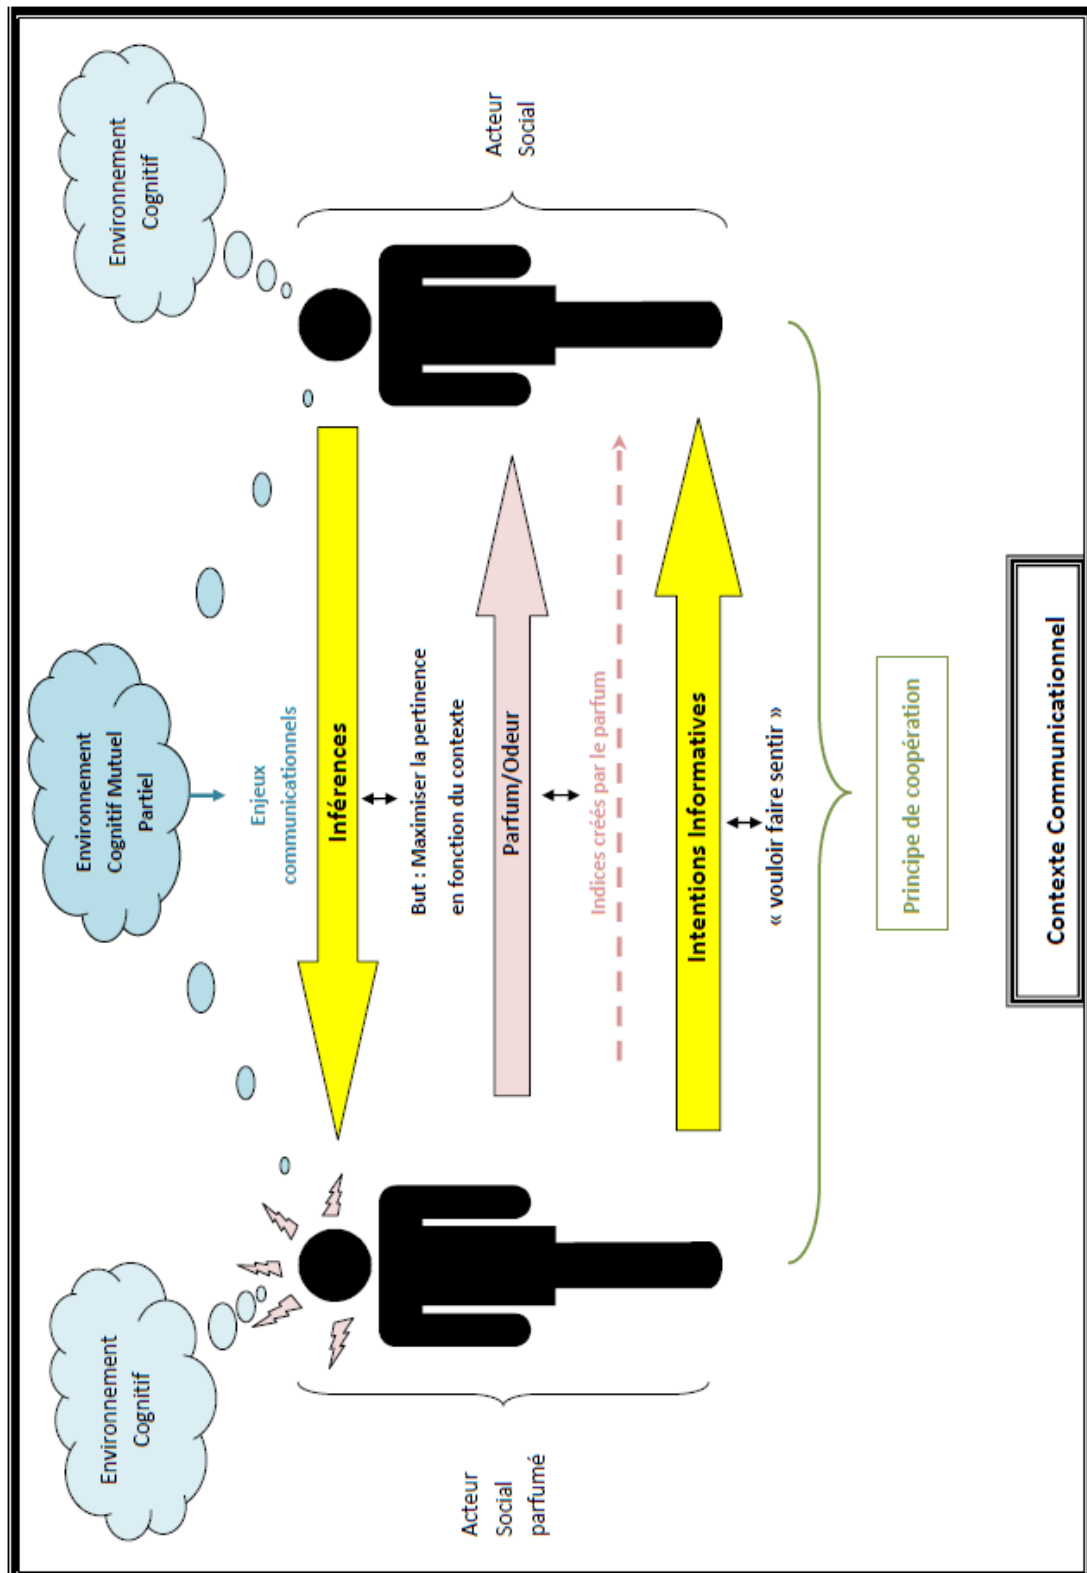 Environnement
Cognitif
Environnement
Cognitif Mutuel
Partiel
Environnement
Cognitif
Enjeux
communicationnels
Inférences
But : Maximiser la pertinence
en fonction du contexte
Acteur
Social
parfumé
Parfum/Odeur
Acteur
Social
Indices créés par le parfum
Intentions Informatives
« vouloir faire sentir »
Principe de coopération
Contexte Communicationnel